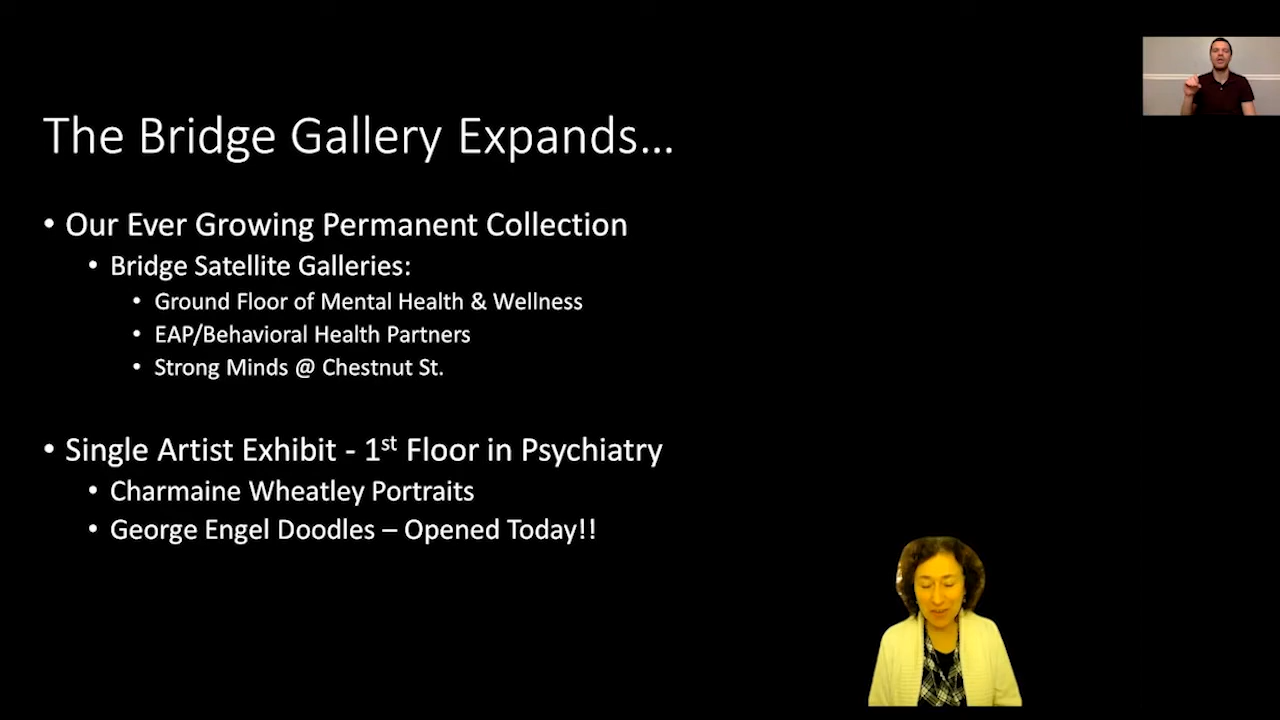 The Bridge Gallery Expands...
• Our Ever Growing Permanent Collection
• Bridge Satellite Galleries:
• Ground Floor of Mental Health & Wellness
• EAP/Behavioral Health Partners
• Strong Minds @ Chestnut St.
• Single Artist Exhibit - 1st Floor in Psychiatry
• Charmaine Wheatley Portraits
• George Engel Doodles – Opened Today!!